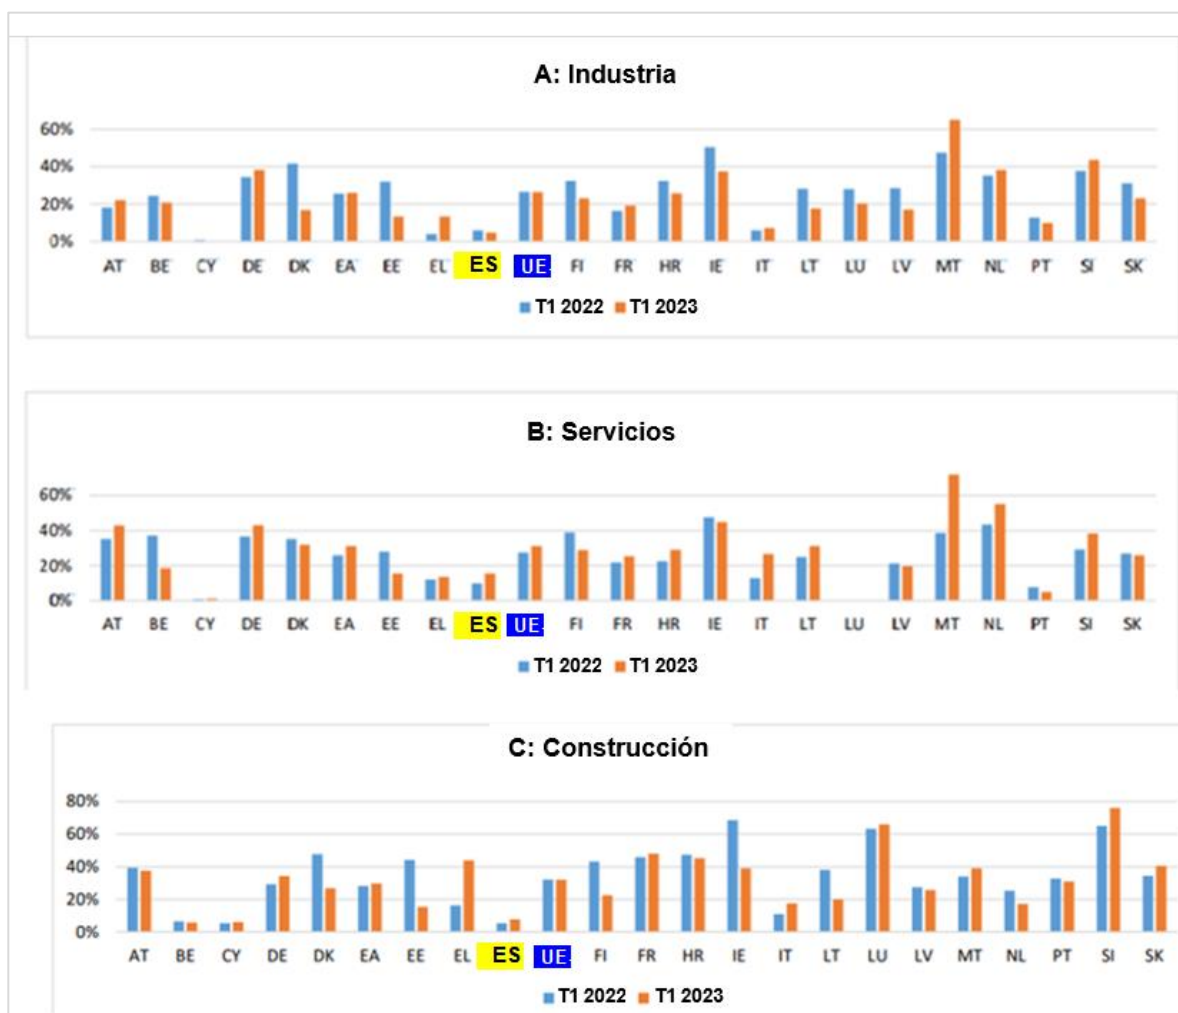 A: Industria
60%
40%
20%
0%
AT BE CY DE DK EA EE EL ES UE FI FR HR IE IT LT LU LV MT NL PT SI SK
T1 2022 T1 2023
B: Servicios
60%
40%
20%
0%
AT BE CY DE DK EA EE EL ES UE FI FR HR IE IT LT LU LV MT NL PT SI SK
T1 2022 T1 2023
C: Construcción
80%
60%
40%
20%
0%
AT BE CY DE DK EA EE EL ES UE FI FR HR IE IT LT LU LV MT NL PT SI SK
T1 2022 T1 2023